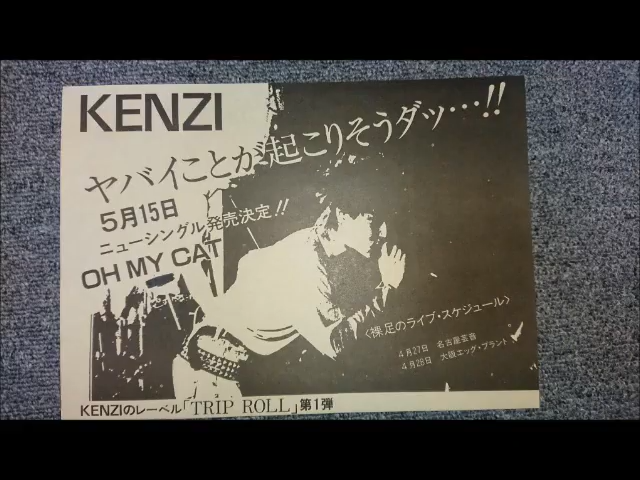 KENZI
ヤバイことが起こりそうダッ…!!
5月15日
ニューシングル発売決定!!
OH MY CAT
〈裸足のライブ・スケジュール〉
4月27日 名古屋芸音
4月28日 大阪エッグ・プラント
KENZIのレーベル「TRIP ROLL」第1弾